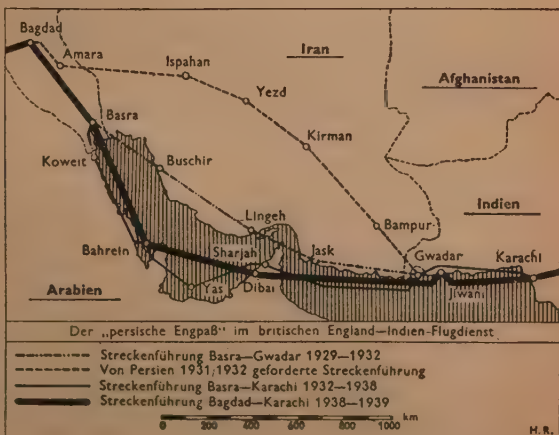 Bagdad
Iran
Amara
Ispahan
Afghanistan
Yezd
Basra
Kirman
Koweit
Buschir
Indien
Lingeh
Bampur
Bahrein
Sharjah
Jask
Gwadar
Karachi
Arabien
Yas
Dibai
Jiwani
Der „persische Engpaß“ im britischen England—Indien-Flugdienst
Streckenführung Basra—Gwadar 1929—1932
Von Persien 1931/1932 geforderte Streckenführung
Streckenführung Basra—Karachi 1932—1938
Streckenführung Bagdad—Karachi 1938—1939
0 200 400 600 800 1000 km
H.R.